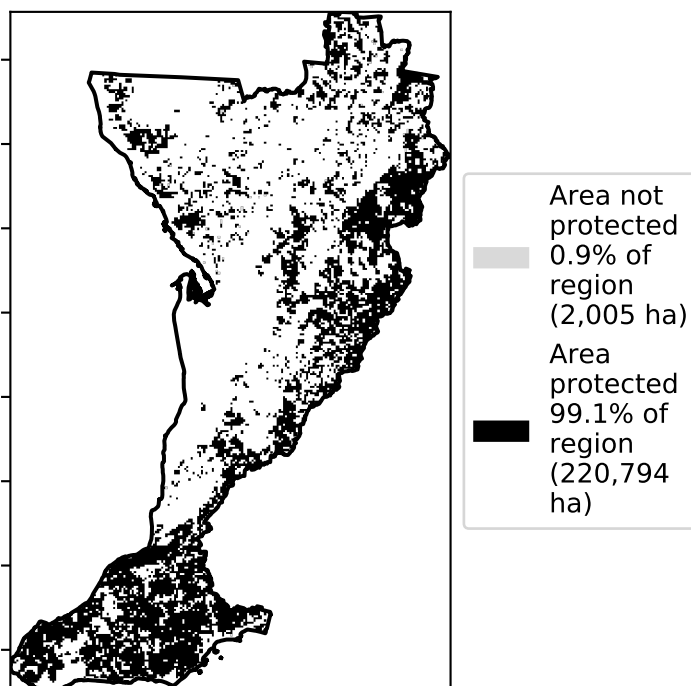 Area not
protected
0.9% of
region
(2,005 ha)
Area
protected
99.1% of
region
(220,794
ha)